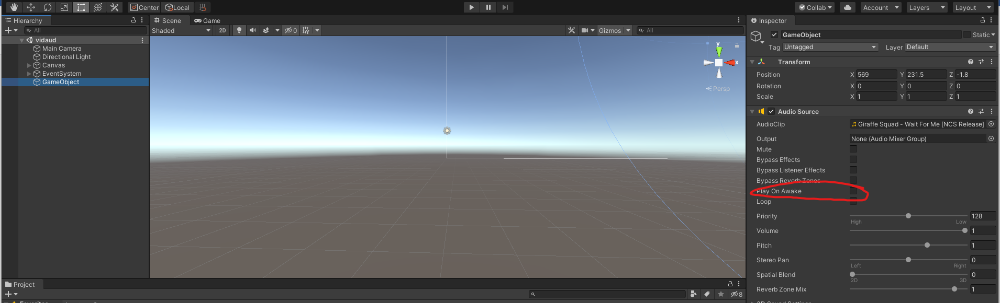 Center Local Collab Account Layers Layout
Hierarchy
All
vidaud
Main Camera
Directional Light
Canvas
EventSystem
GameObject
Scene Game
Shaded 2D 0 Gizmos All
y
x
Persp
Inspector
GameObject Static
Tag Untagged Layer Default
Transform
Position X 569 Y 231.5 Z -1.8
Rotation X 0 Y 0 Z 0
Scale X 1 Y 1 Z 1
Audio Source
AudioClip Giraffe Squad - Wait For Me [NCS Release]
Output None (Audio Mixer Group)
Mute
Bypass Effects
Bypass Listener Effects
Bypass Reverb Zones
Play On Awake
Loop
Priority 128
High Low
Volume 1
Pitch 1
Stereo Pan 0
Left Right
Spatial Blend 0
2D 3D
Reverb Zone Mix 1
3D Sound Settings
Project
8
Favorites